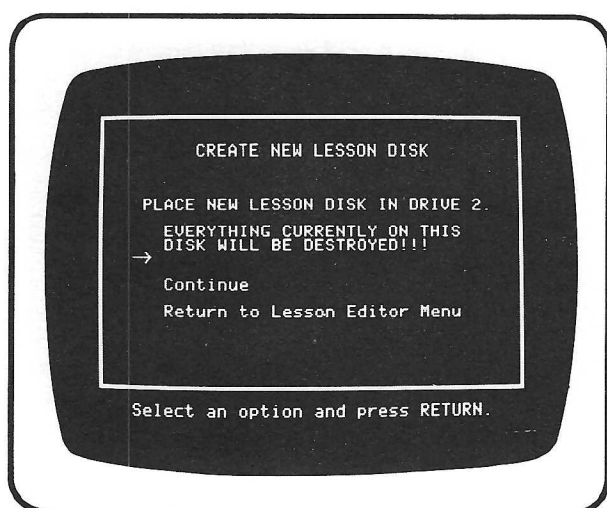 CREATE NEW LESSON DISK
PLACE NEW LESSON DISK IN DRIVE 2.
EVERYTHING CURRENTLY ON THIS
DISK WILL BE DESTROYED!!!
→
Continue
Return to Lesson Editor Menu
Select an option and press RETURN.